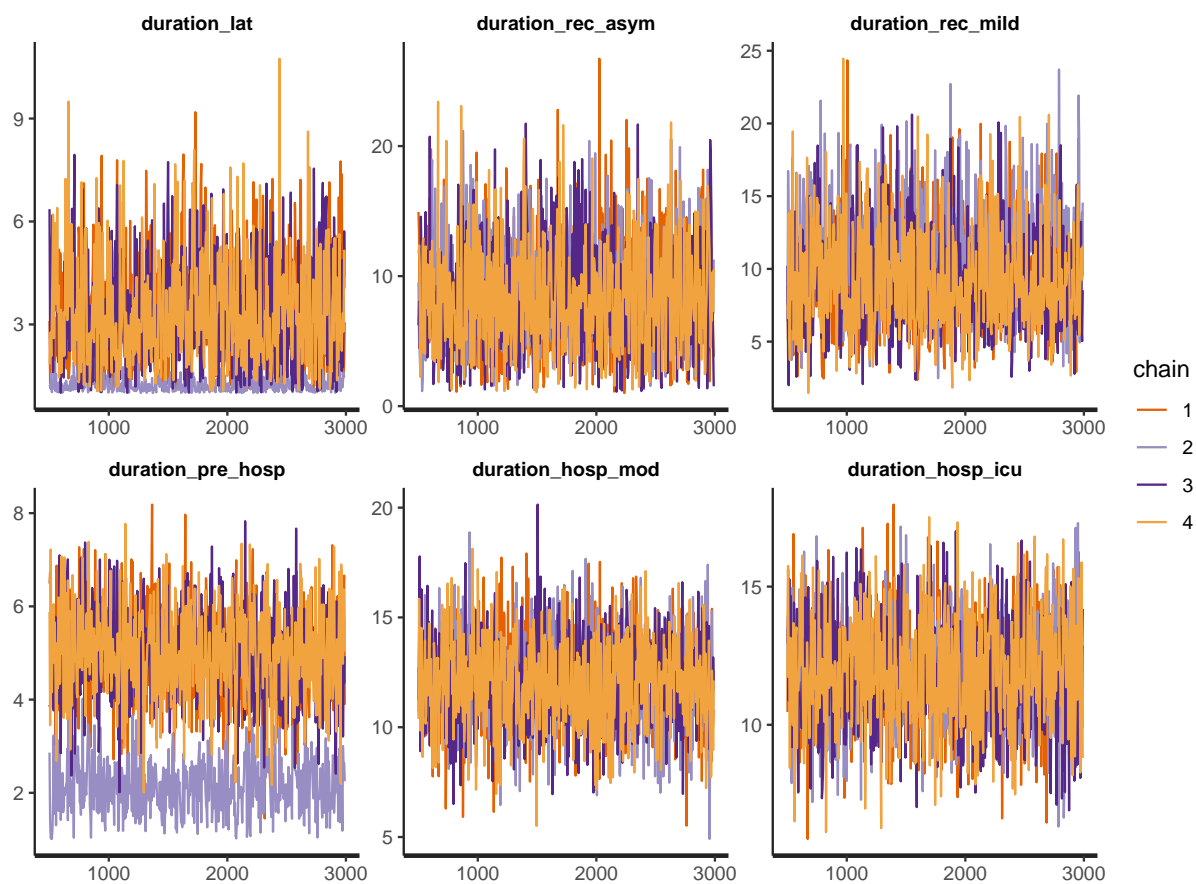 duration_lat
duration_rec_asym
duration_rec_mild
9
6
3
1000 2000 3000
20
10
0
1000 2000 3000
25
20
15
10
5
1000 2000 3000
duration_pre_hosp
duration_hosp_mod
duration_hosp_icu
8
6
4
2
1000 2000 3000
20
15
10
5
1000 2000 3000
15
10
1000 2000 3000
chain
1
2
3
4